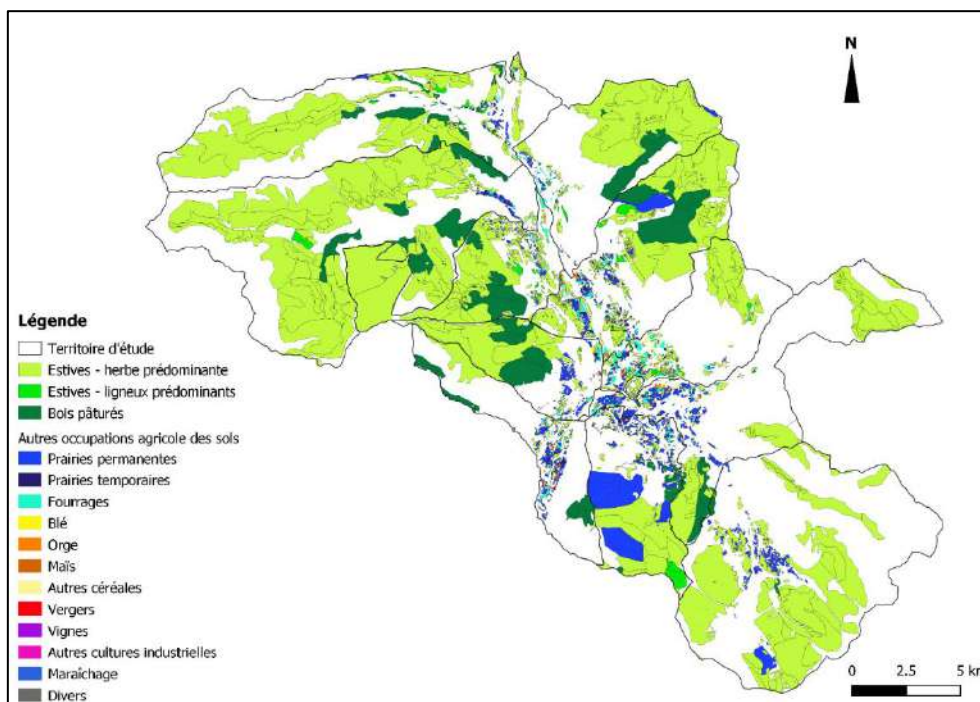 N
Légende
Territoire d'étude
Estives - herbe prédominante
Estives - ligneux prédominants
Bois pâturés
Autres occupations agricole des sols
Prairies permanentes
Prairies temporaires
Fourrages
Blé
Orge
Maïs
Autres céréales
Vergers
Vignes
Autres cultures industrielles
Maraîchage
Divers
0 2.5 5 km